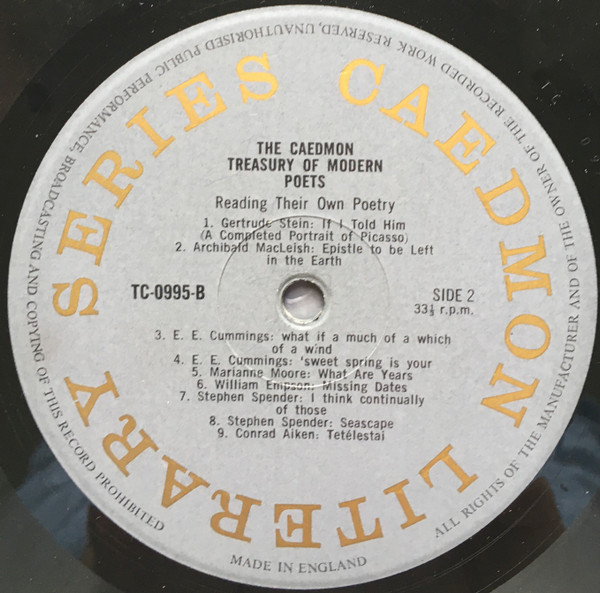 CAEDMON LITERARY SERIES
ALL RIGHTS OF THE MANUFACTURER AND OF THE OWNER OF THE RECORDED WORK RESERVED, UNAUTHORISED PUBLIC PERFORMANCE, BROADCASTING AND COPYING OF THIS RECORD PROHIBITED
THE CAEDMON
TREASURY OF MODERN
POETS
Reading Their Own Poetry
1. Gertrude Stein: If I Told Him
(A Completed Portrait of Picasso)
2. Archibald MacLeish: Epistle to be Left
in the Earth
TC-0995-B
SIDE 2
33⅓ r.p.m.
3. E. E. Cummings: what if a much of a which
of a wind
4. E. E. Cummings: 'sweet spring is your
5. Marianne Moore: What Are Years
6. William Empson: Missing Dates
7. Stephen Spender: I think continually
of those
8. Stephen Spender: Seascape
9. Conrad Aiken: Tetélestai
MADE IN ENGLAND